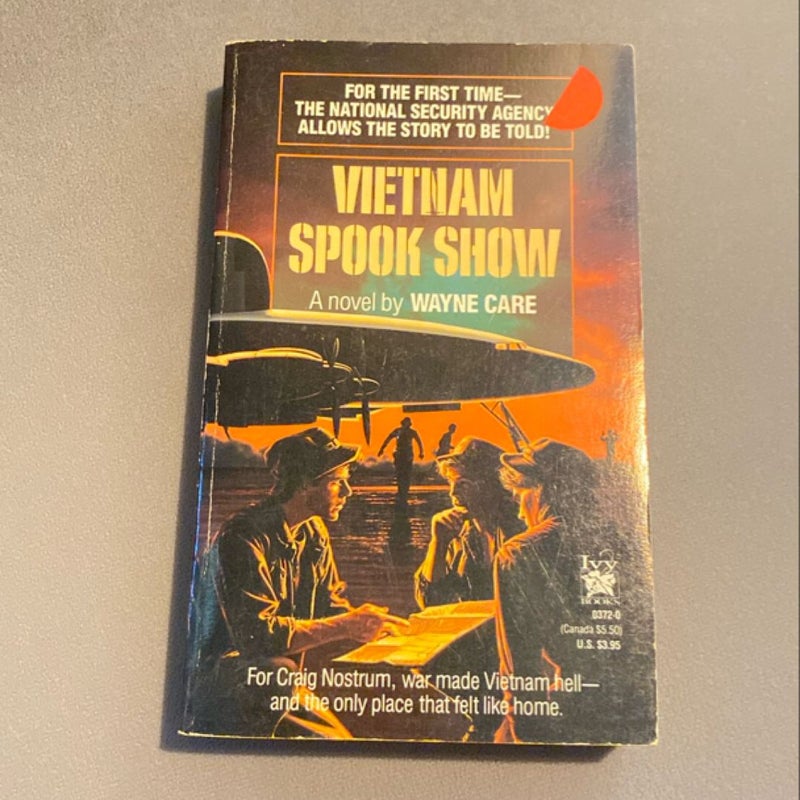 FOR THE FIRST TIME—
THE NATIONAL SECURITY AGENCY
ALLOWS THE STORY TO BE TOLD!
VIETNAM
SPOOK SHOW
A novel by WAYNE CARE
Ivy
BOOKS
0372-0
(Canada $5.50)
U.S. $3.95
For Craig Nostrum, war made Vietnam hell—
and the only place that felt like home.